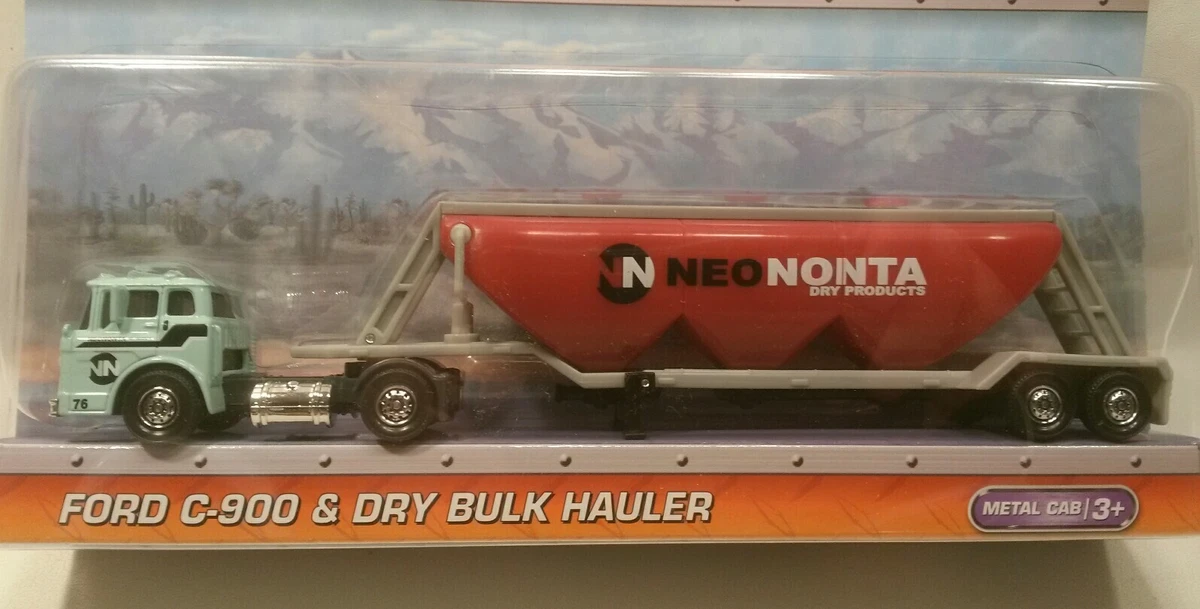 NN NEONONTA
DRY PRODUCTS
NN
76
FORD C-900 & DRY BULK HAULER
METAL CAB | 3+